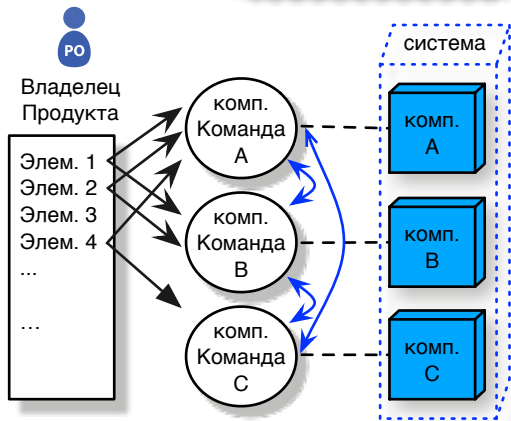 PO
Владелец
Продукта
Элем. 1
Элем. 2
Элем. 3
Элем. 4
...
...
комп.
Команда
A
комп.
Команда
B
комп.
Команда
C
система
комп.
A
комп.
B
комп.
C